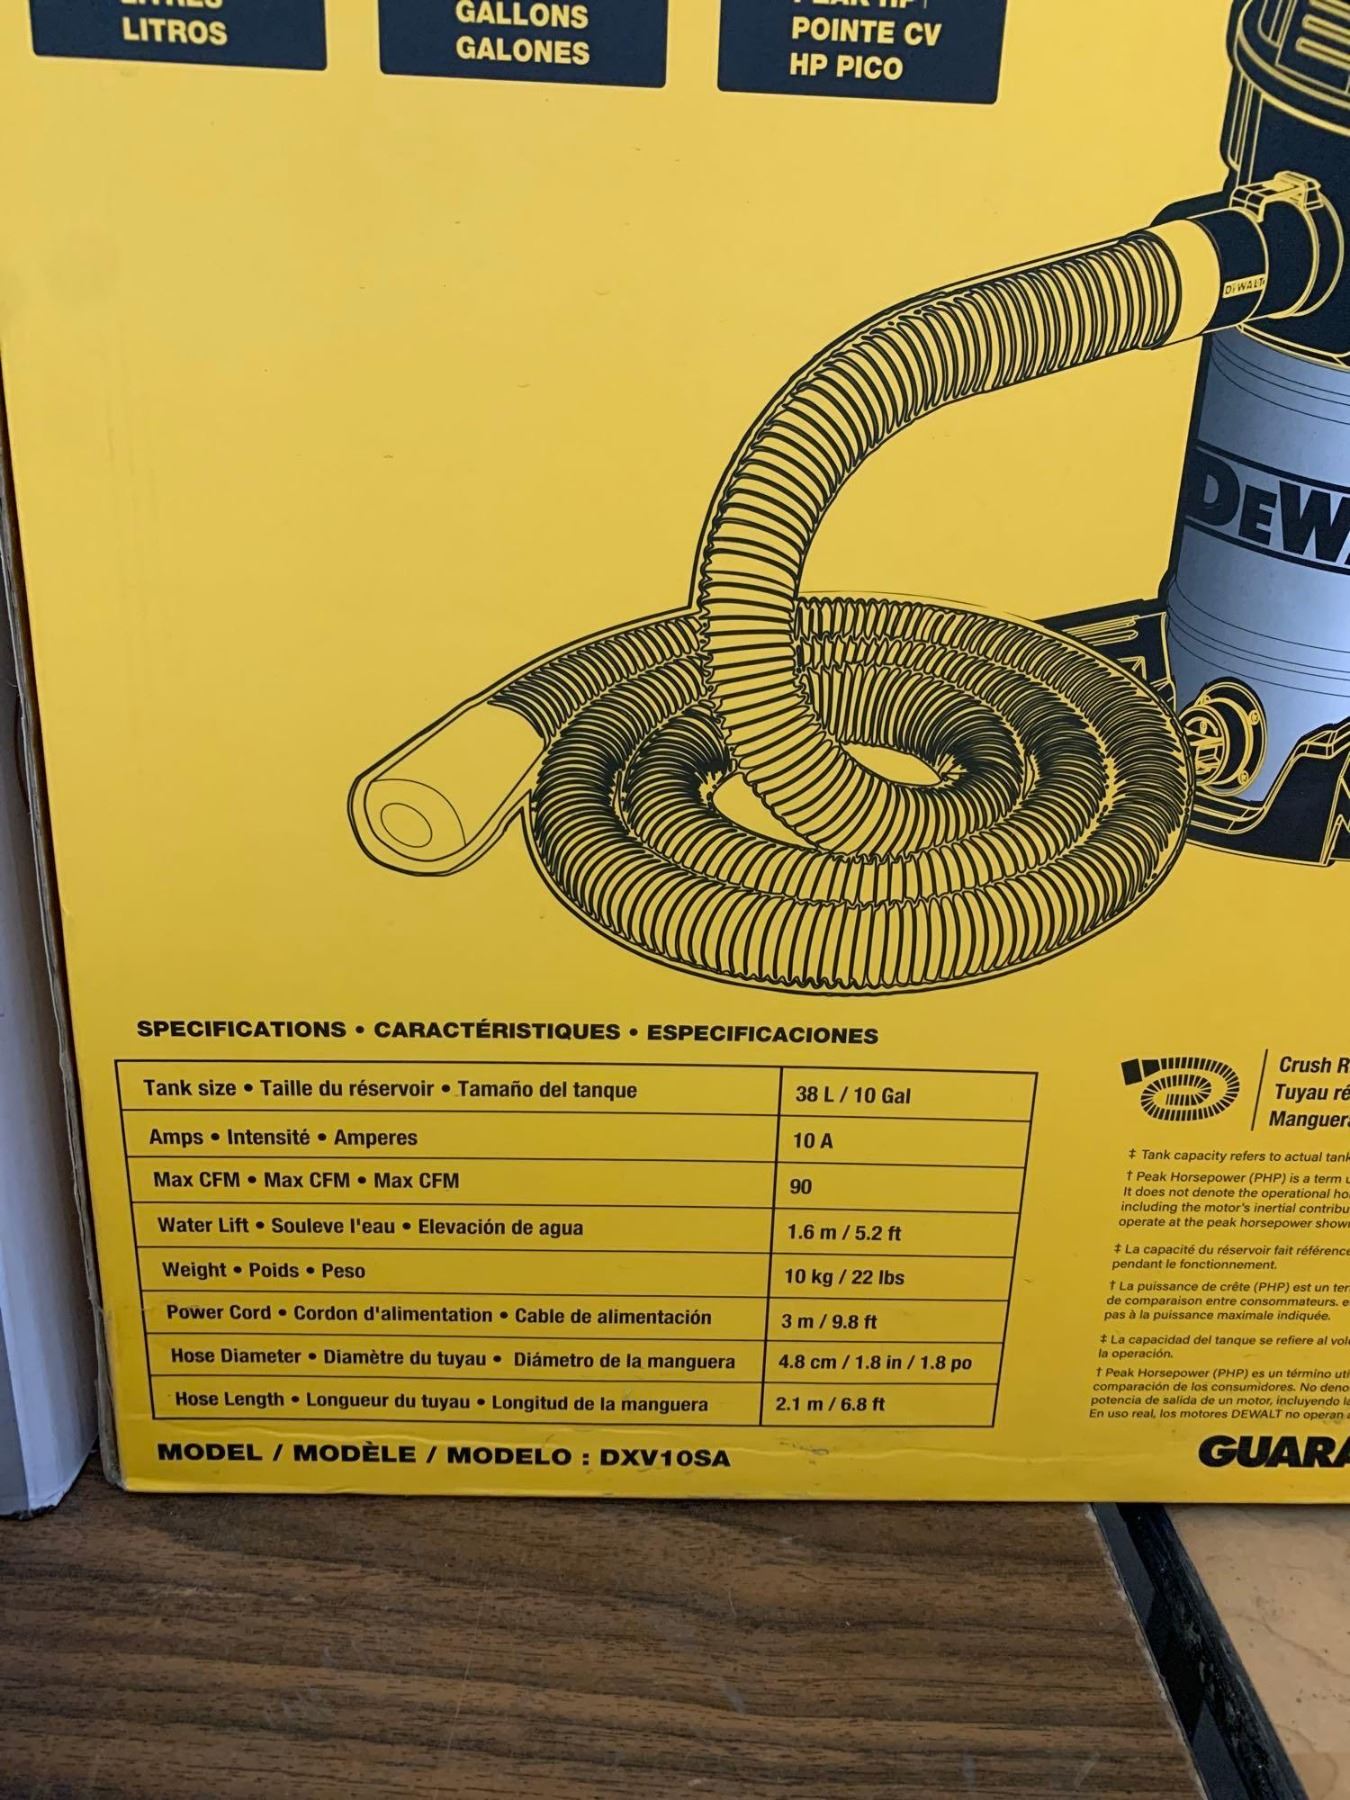 LITROS
GALLONS
GALONES
POINTE CV
HP PICO
DEWALT
SPECIFICATIONS • CARACTÉRISTIQUES • ESPECIFICACIONES
Tank size • Taille du réservoir • Tamaño del tanque 38 L / 10 Gal
Amps • Intensité • Amperes 10 A
Max CFM • Max CFM • Max CFM 90
Water Lift • Souleve l'eau • Elevación de agua 1.6 m / 5.2 ft
Weight • Poids • Peso 10 kg / 22 lbs
Power Cord • Cordon d'alimentation • Cable de alimentación 3 m / 9.8 ft
Hose Diameter • Diamètre du tuyau • Diámetro de la manguera 4.8 cm / 1.8 in / 1.8 po
Hose Length • Longueur du tuyau • Longitud de la manguera 2.1 m / 6.8 ft
MODEL / MODÈLE / MODELO : DXV10SA
Crush
Tuyau
‡ Tank capacity refers to actual tank
† Peak Horsepower (PHP) is a term
It does not denote the operational
including the motor's inertial
operate at the peak horsepower
‡ La capacité du réservoir fait référence
pendant le fonctionnement.
† La puissance de crête (PHP) est un
de comparaison entre consommateurs.
pas à la puissance maximale indiquée.
‡ La capacidad del tanque se refiere al
la operación.
† Peak Horsepower (PHP) es un término
comparación de los consumidores. No
potencia de salida de un motor, incluyendo
En uso real, los motores DEWALT no operan